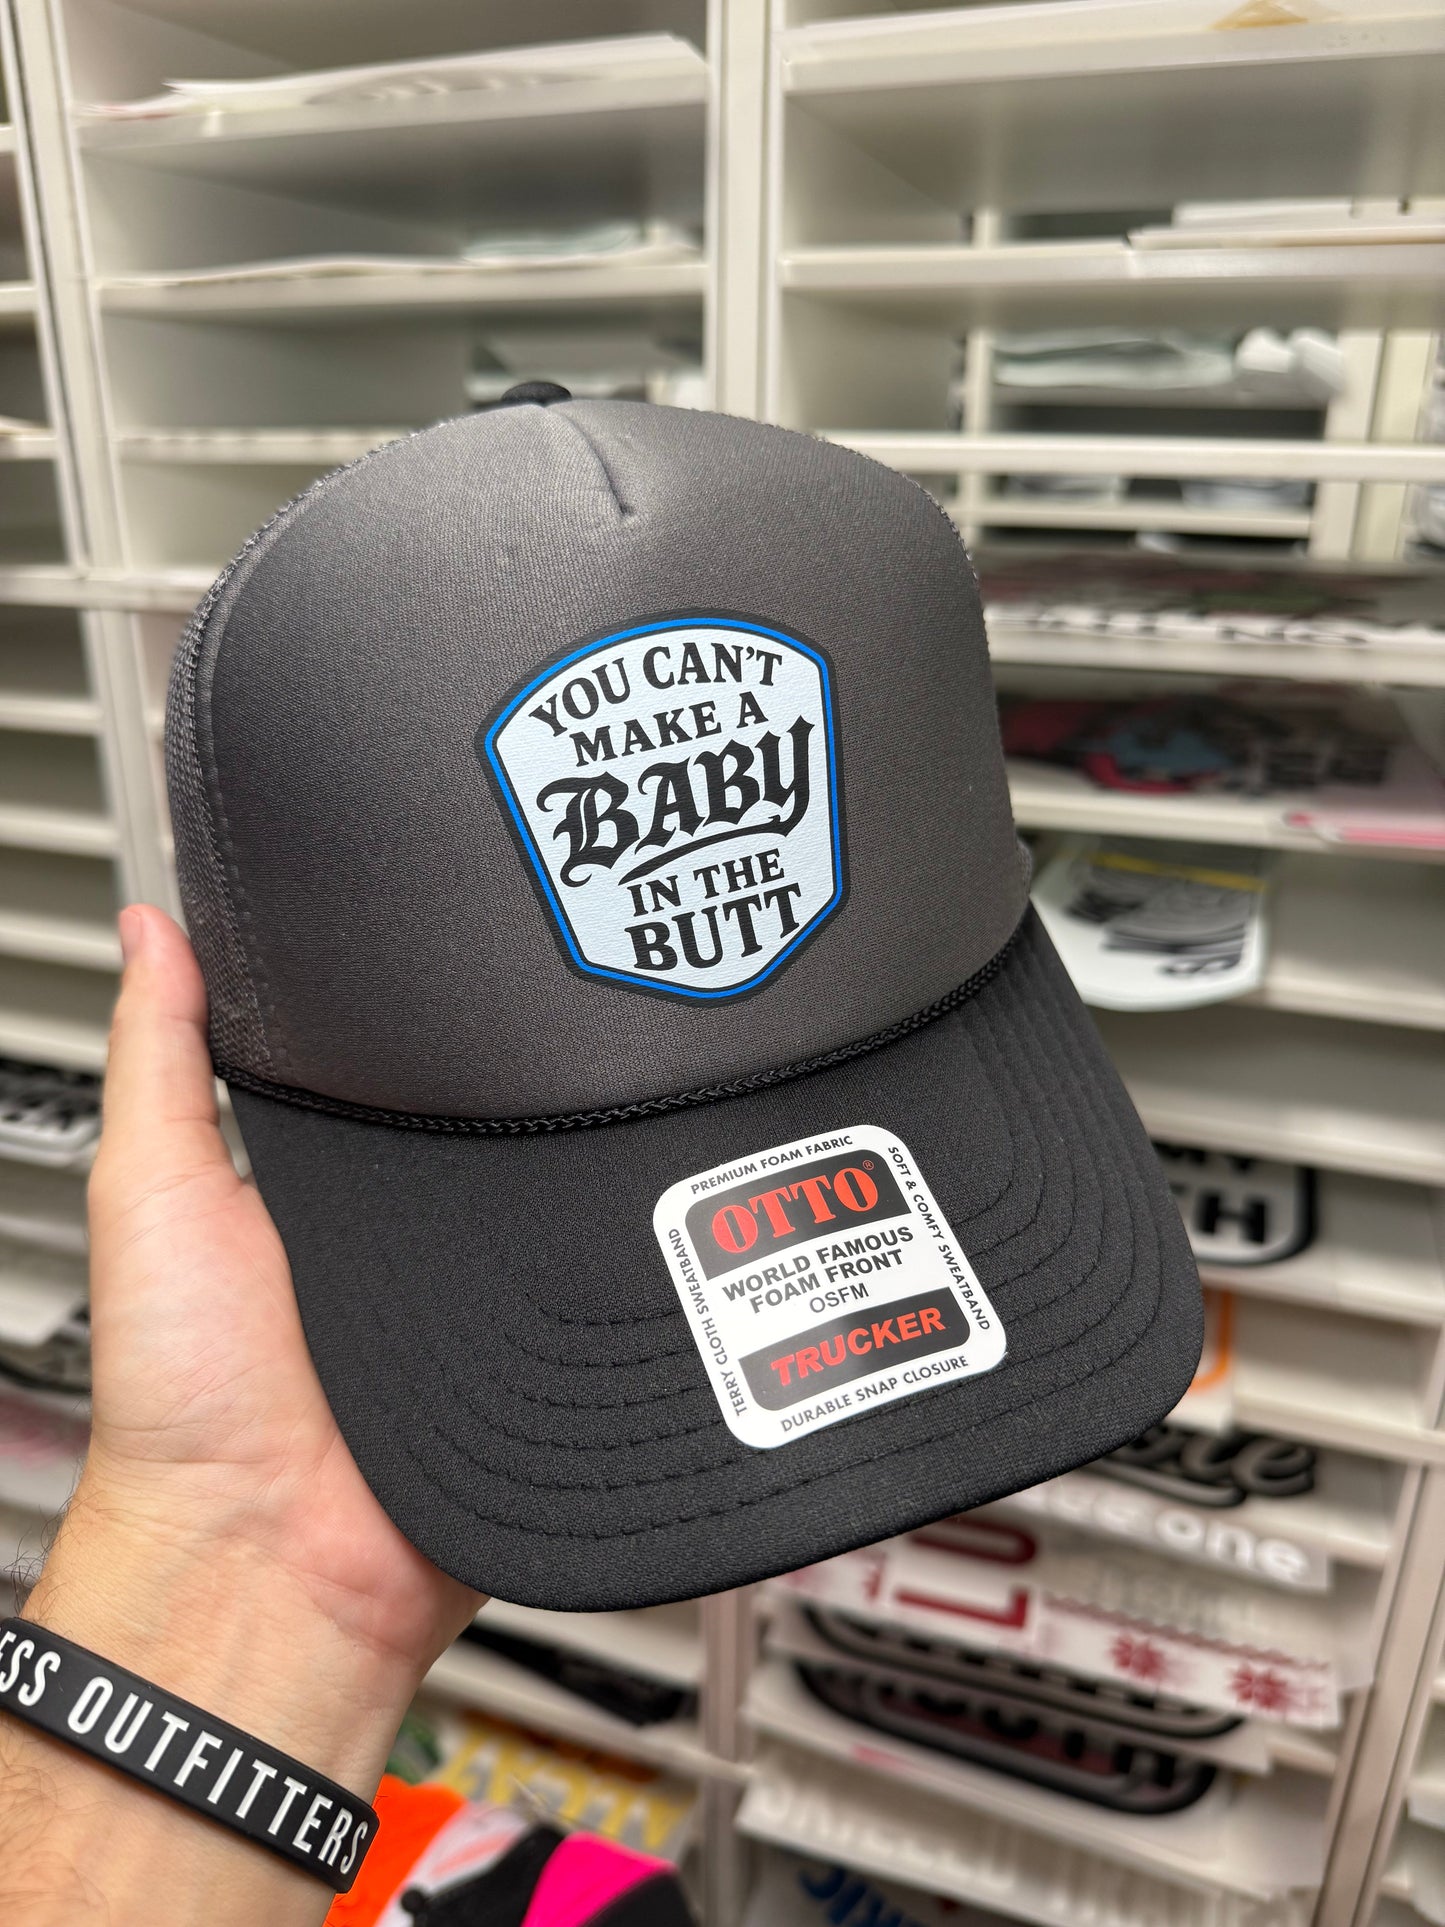 YOU CAN'T
MAKE A
BABY
IN THE
BUTT
PREMIUM FOAM FABRIC
OTTO®
WORLD FAMOUS
FOAM FRONT
OSFM
TRUCKER
DURABLE SNAP CLOSURE
TERRY CLOTH SWEATBAND
SOFT & COMFY SWEATBAND
ESS OUTFITTERS